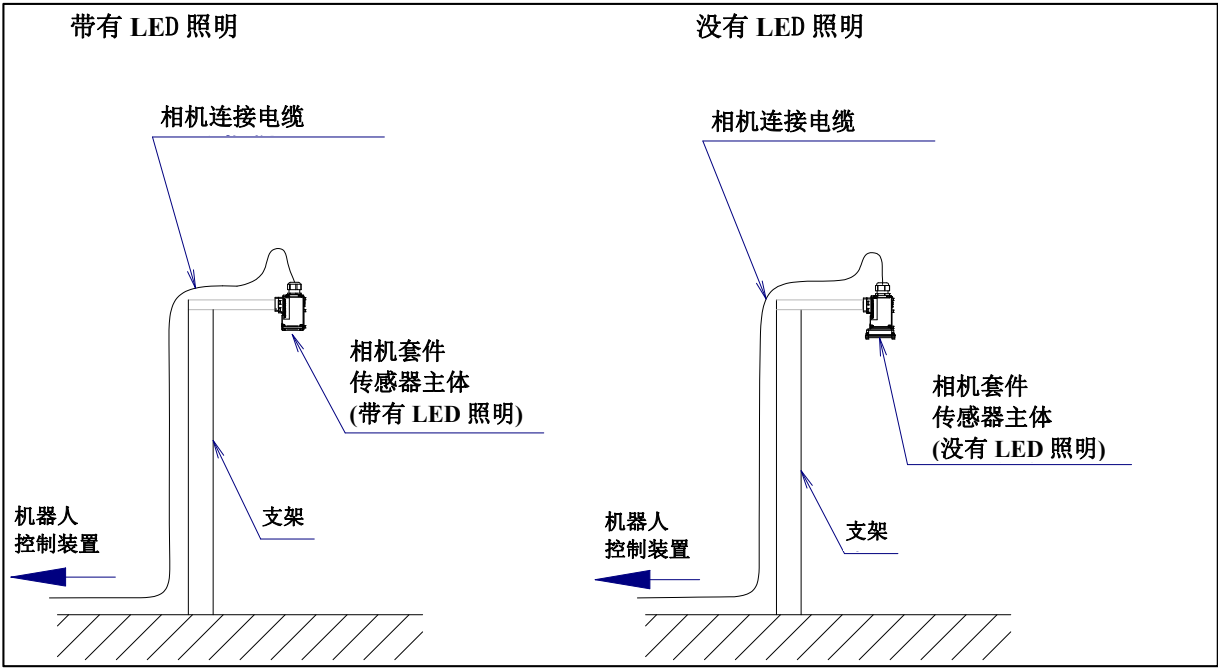 带有 LED 照明
相机连接电缆
相机套件
传感器主体
(带有 LED 照明)
支架
机器人
控制装置
没有 LED 照明
相机连接电缆
相机套件
传感器主体
(没有 LED 照明)
支架
机器人
控制装置